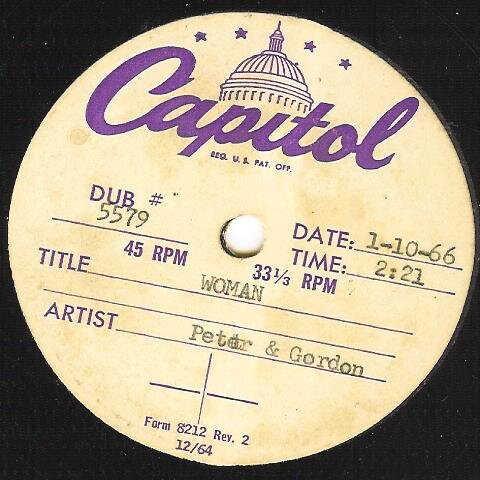 Capitol
REG. U.S. PAT. OFF.
DUB # 5579
DATE: 1-10-66
45 RPM
33⅓ RPM
TIME: 2:21
TITLE WOMAN
ARTIST Peter & Gordon
Form 8212 Rev. 2
12/64